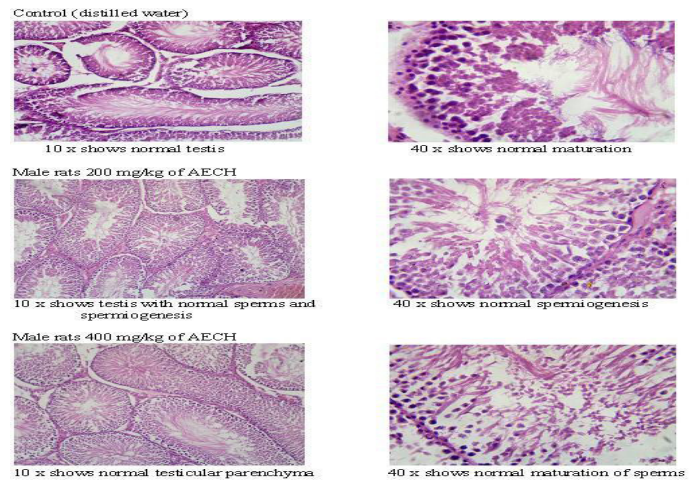 Control (distilled water)
10 x shows normal testis
40 x shows normal maturation
Male rats 200 mg/kg of AECH
10 x shows testis with normal sperms and
spermiogenesis
40 x shows normal spermiogenesis
Male rats 400 mg/kg of AECH
10 x shows normal testicular parenchyma
40 x shows normal maturation of sperms